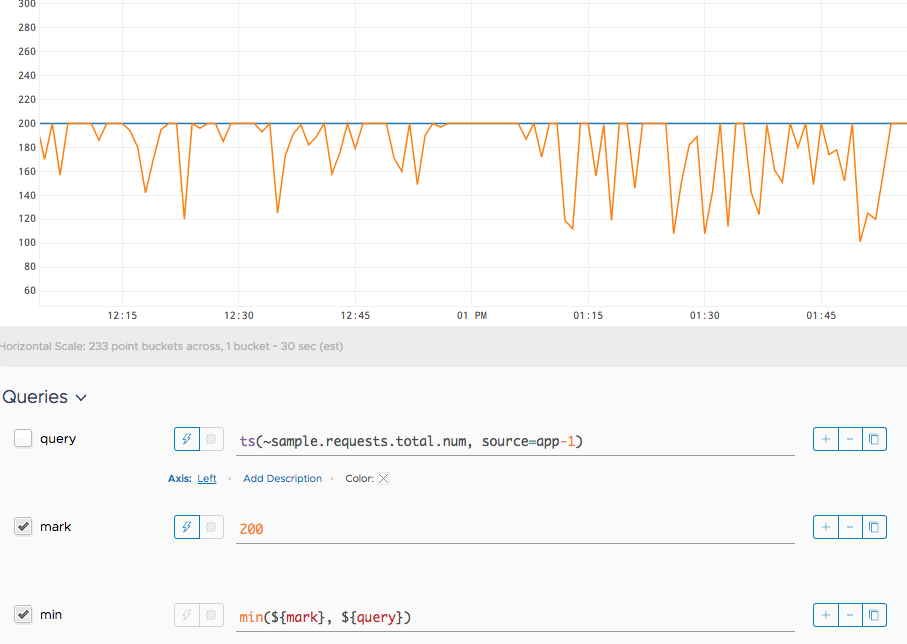 300
280
260
240
220
200
180
160
140
120
100
80
60
12:15 12:30 12:45 01 PM 01:15 01:30 01:45
Horizontal Scale: 233 point buckets across, 1 bucket ~ 30 sec (est)
Queries
query ts(~sample.requests.total.num, source=app-1)
Axis: Left • Add Description • Color:
mark 200
min min(${mark}, ${query})